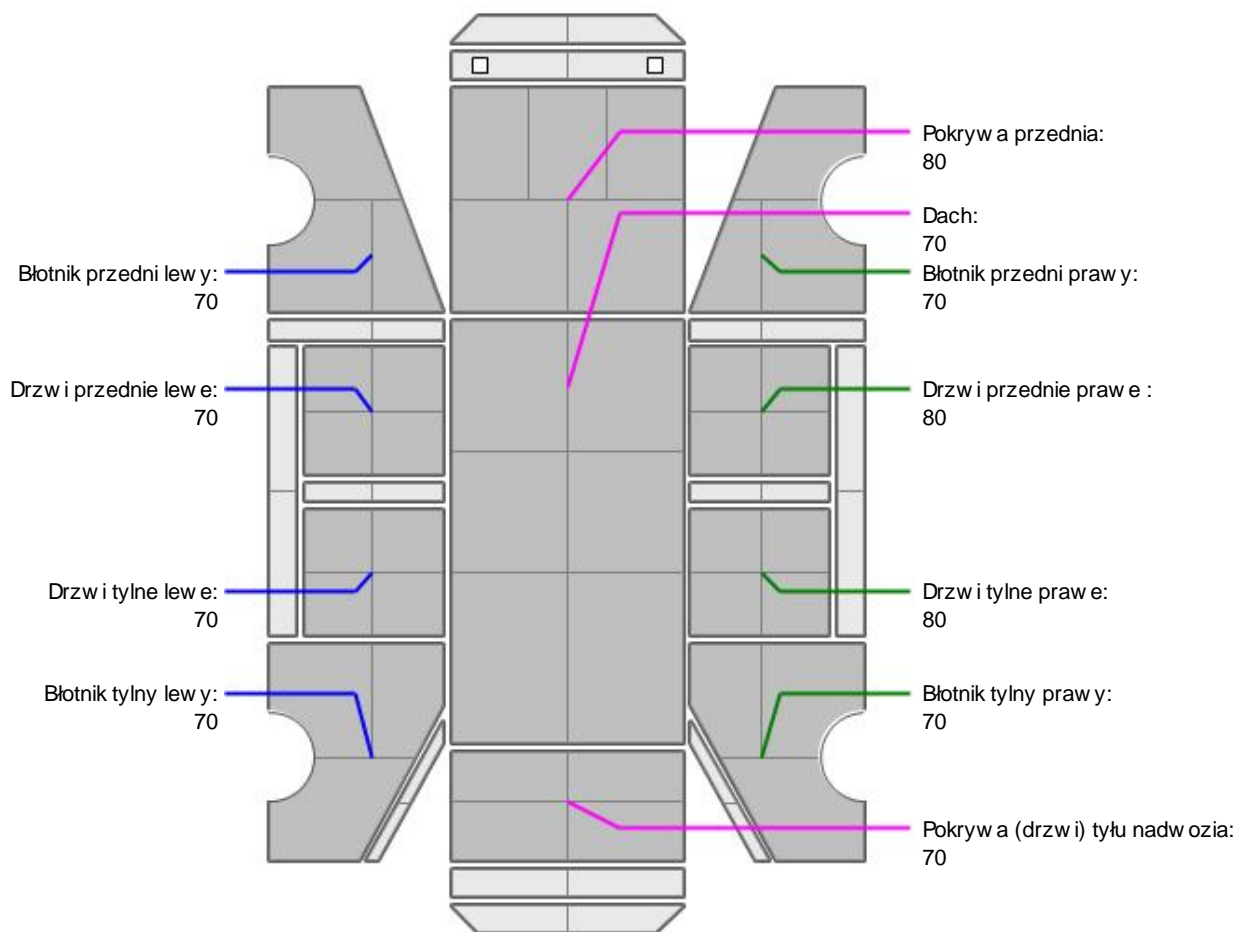 Pokrywa przednia:
80
Dach:
70
Błotnik przedni lewy:
70
Błotnik przedni prawy:
70
Drzwi przednie lewe:
70
Drzwi przednie prawe :
80
Drzwi tylne lewe:
70
Drzwi tylne prawe:
80
Błotnik tylny lewy:
70
Błotnik tylny prawy:
70
Pokrywa (drzwi) tyłu nadwozia:
70